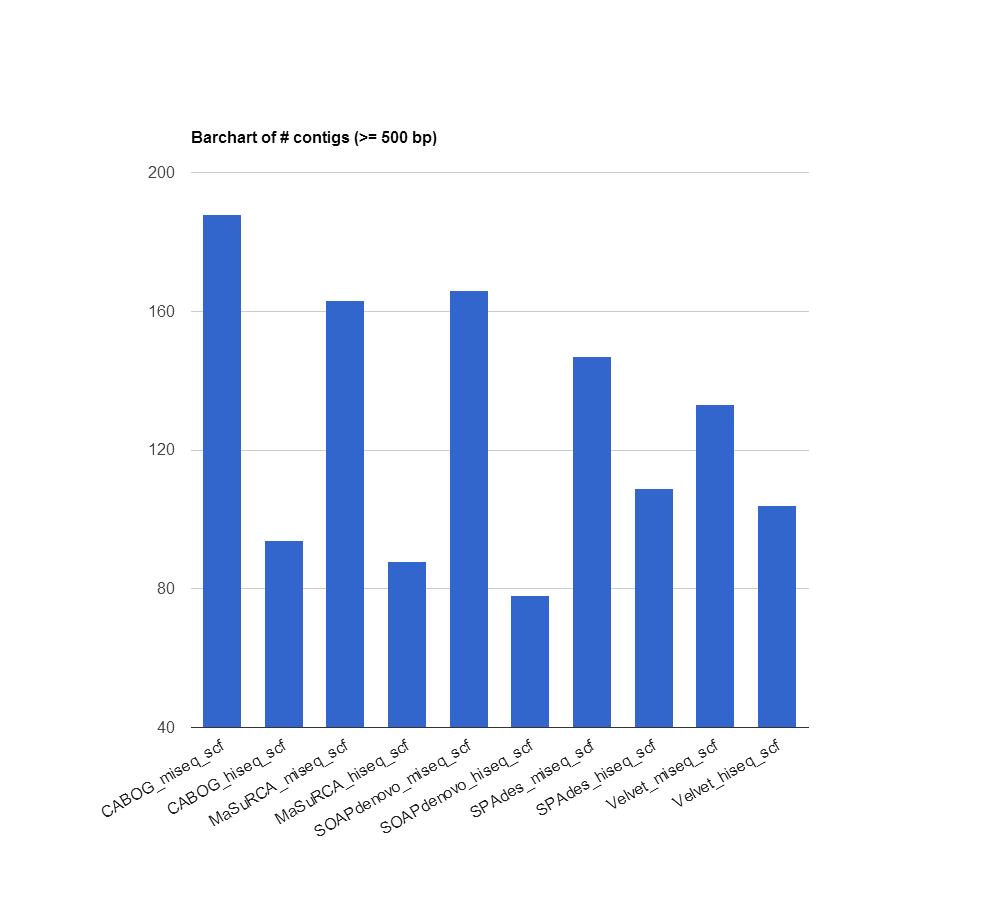 Barchart of # contigs (>= 500 bp)
200
160
120
80
40
CABOG_miseq_scf
CABOG_hiseq_scf
MaSuRCA_miseq_scf
MaSuRCA_hiseq_scf
SOAPdenovo_miseq_scf
SOAPdenovo_hiseq_scf
SPAdes_miseq_scf
SPAdes_hiseq_scf
Velvet_miseq_scf
Velvet_hiseq_scf